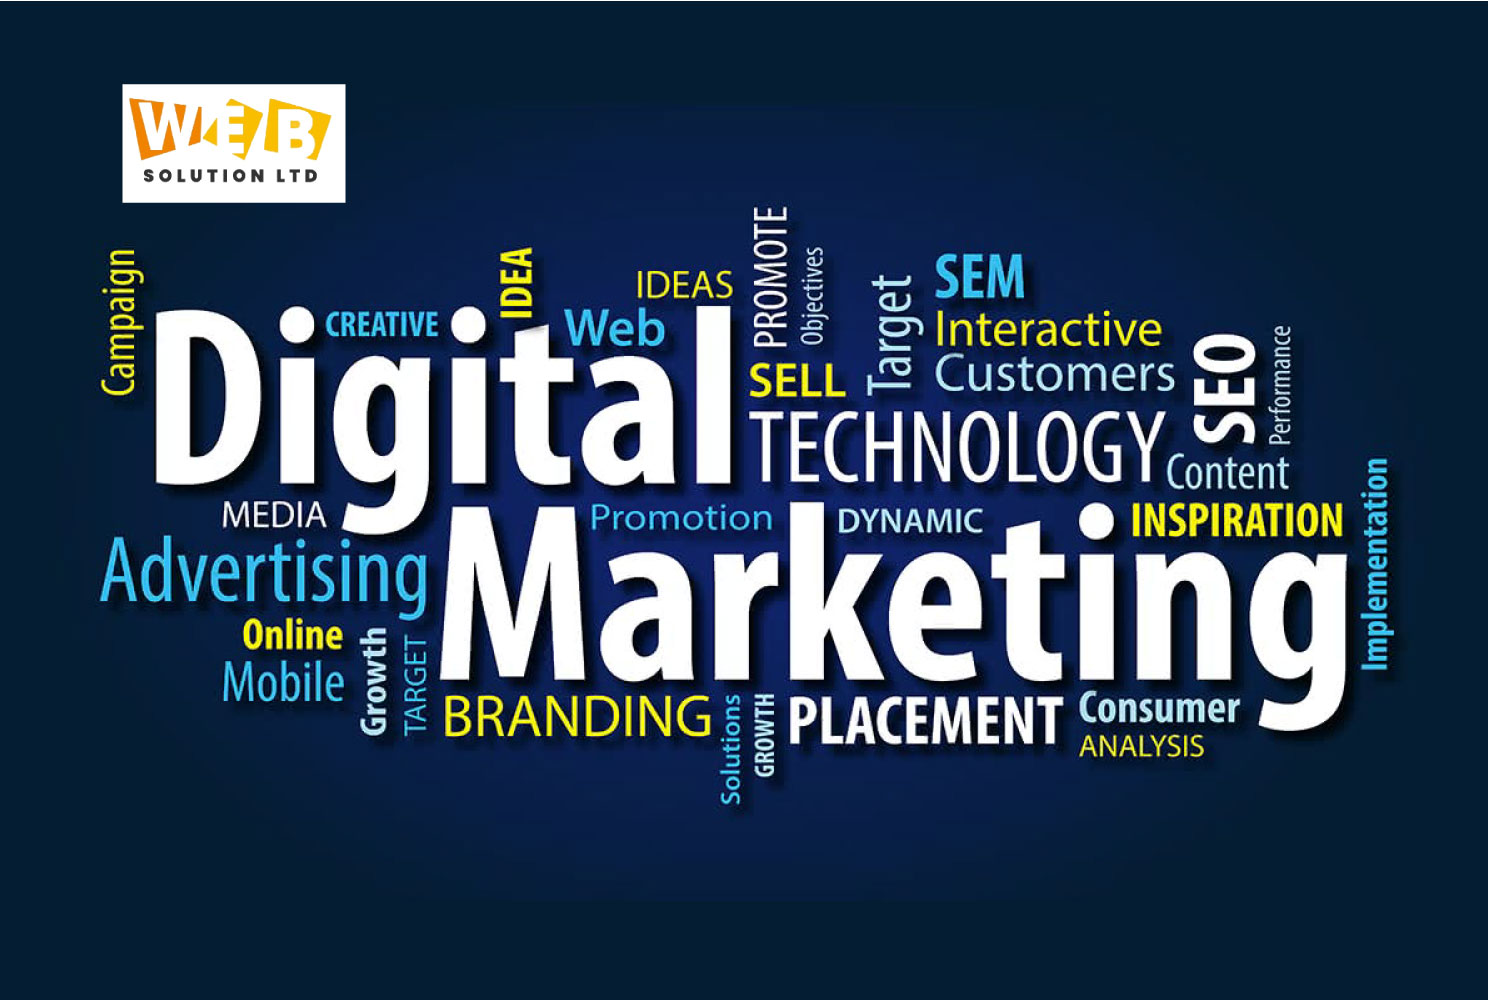 WEB
SOLUTION LTD
Campaign
CREATIVE
IDEA
Web
IDEAS
PROMOTE
Objectives
Target
SEM
Interactive
Customers
SELL
SEO
Performance
Digital
TECHNOLOGY
Content
MEDIA
Promotion
DYNAMIC
INSPIRATION
Implementation
Advertising
Marketing
Online
Mobile
Growth
TARGET
BRANDING
Solutions
GROWTH
PLACEMENT
Consumer
ANALYSIS